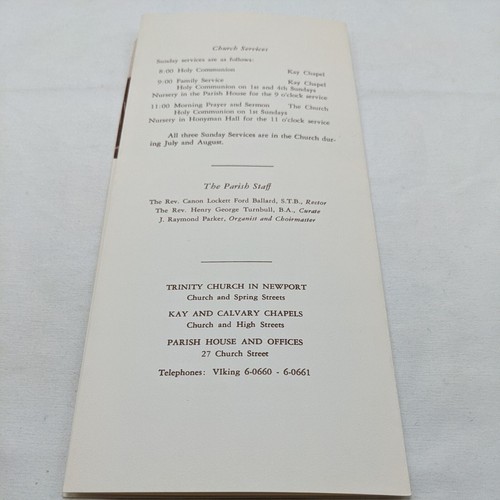 Church Services
Sunday services are as follows:
8:00 Holy Communion Kay Chapel
9:00 Family Service Kay Chapel
Holy Communion on 1st and 4th Sundays
Nursery in the Parish House for the 9 o'clock service
11:00 Morning Prayer and Sermon The Church
Holy Communion on 1st Sundays
Nursery in Honyman Hall for the 11 o'clock service
All three Sunday Services are in the Church dur-
ing July and August.
The Parish Staff
The Rev. Canon Lockett Ford Ballard, S.T.B., Rector
The Rev. Henry George Turnbull, B.A., Curate
J. Raymond Parker, Organist and Choirmaster
TRINITY CHURCH IN NEWPORT
Church and Spring Streets
KAY AND CALVARY CHAPELS
Church and High Streets
PARISH HOUSE AND OFFICES
27 Church Street
Telephones: VIking 6-0660 - 6-0661